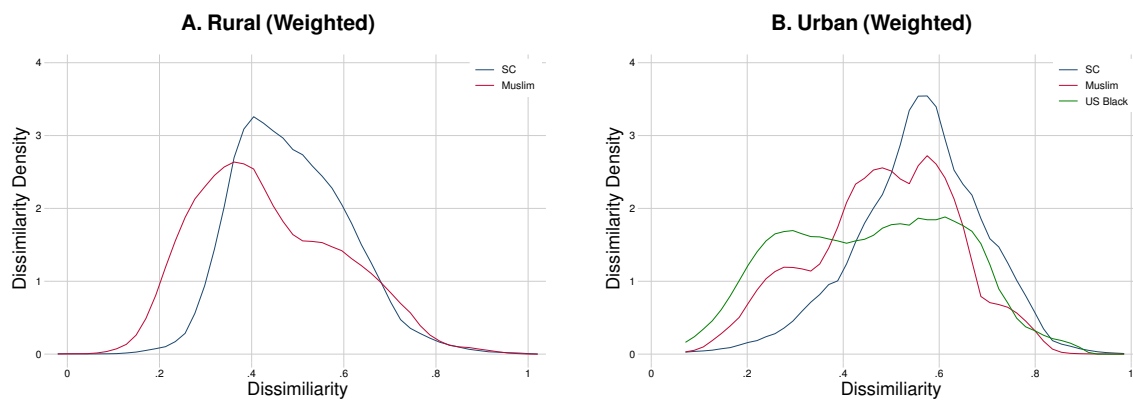 A. Rural (Weighted)
4
3
2
1
0
Dissimilarity Density
SC
Muslim
0
.2
.4
.6
.8
1
Dissimiliarity
B. Urban (Weighted)
4
3
2
1
0
Dissimilarity Density
SC
Muslim
US Black
0
.2
.4
.6
.8
1
Dissimiliarity